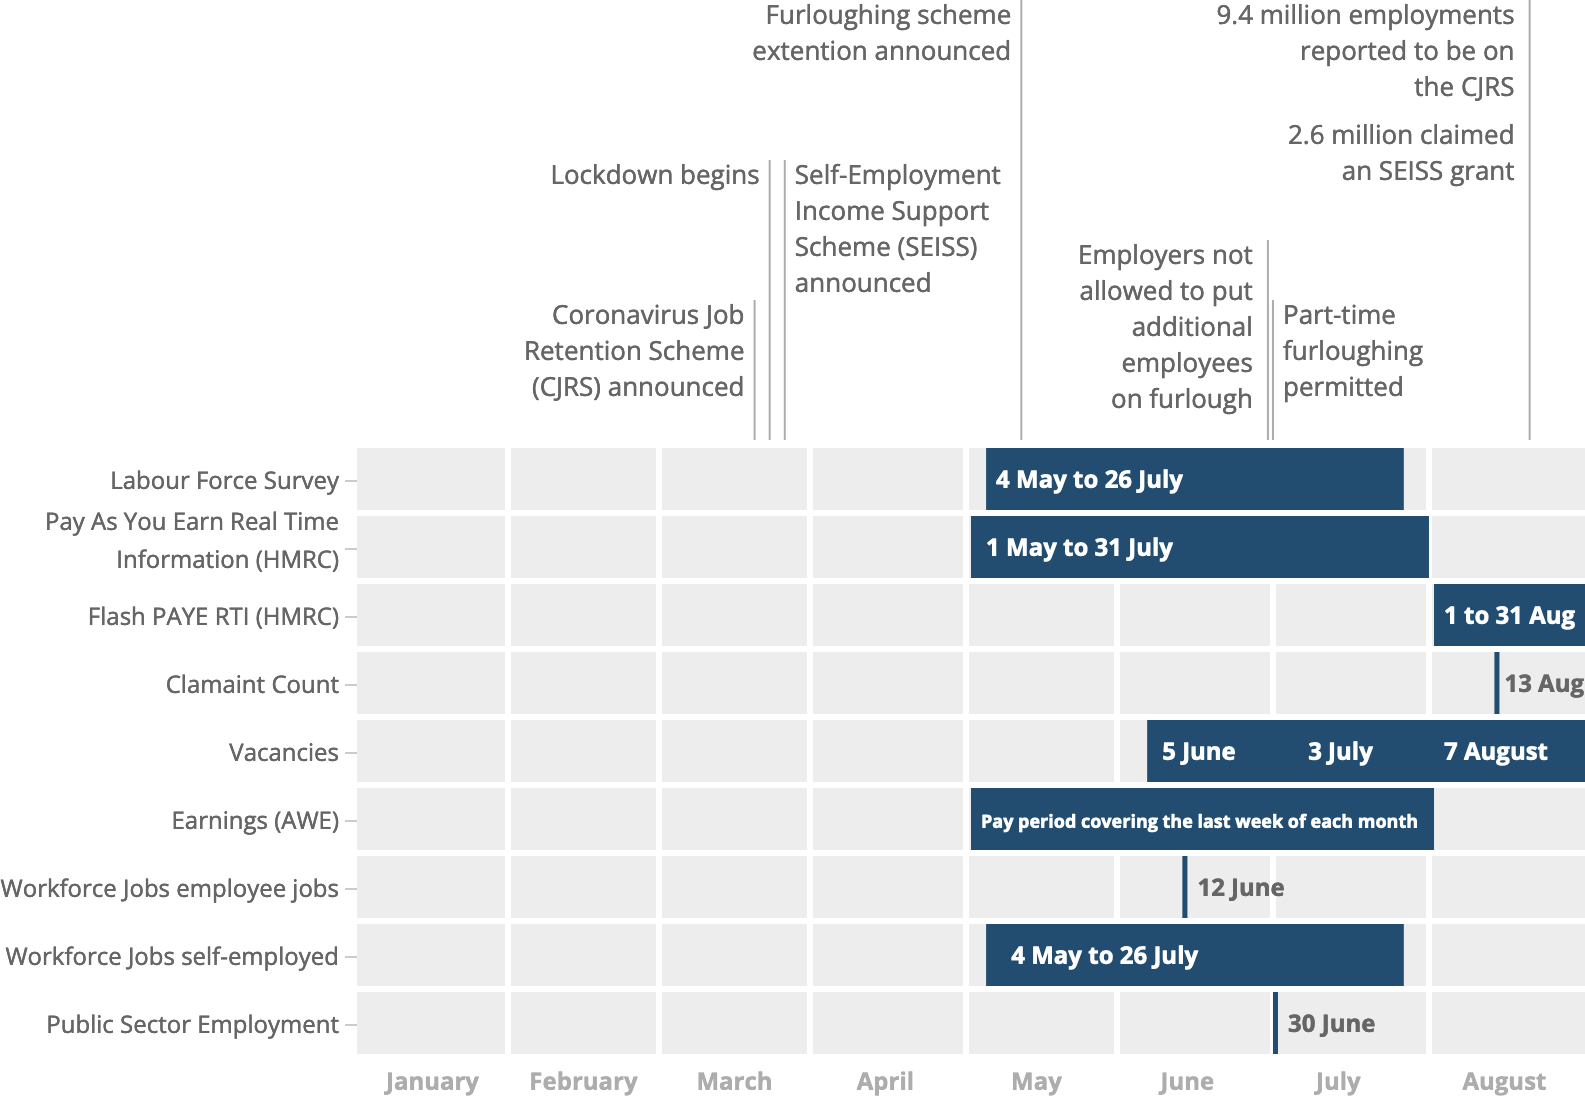 Furloughing scheme
extention announced
9.4 million employments
reported to be on
the CJRS
2.6 million claimed
an SEISS grant
Lockdown begins
Self-Employment
Income Support
Scheme (SEISS)
announced
Employers not
allowed to put
additional
employees
on furlough
Coronavirus Job
Retention Scheme
(CJRS) announced
Part-time
furloughing
permitted
Labour Force Survey
4 May to 26 July
Pay As You Earn Real Time
Information (HMRC)
1 May to 31 July
Flash PAYE RTI (HMRC)
1 to 31 Aug
Clamaint Count
13 Aug
Vacancies
5 June
3 July
7 August
Earnings (AWE)
Pay period covering the last week of each month
Workforce Jobs employee jobs
12 June
Workforce Jobs self-employed
4 May to 26 July
Public Sector Employment
30 June
January
February
March
April
May
June
July
August